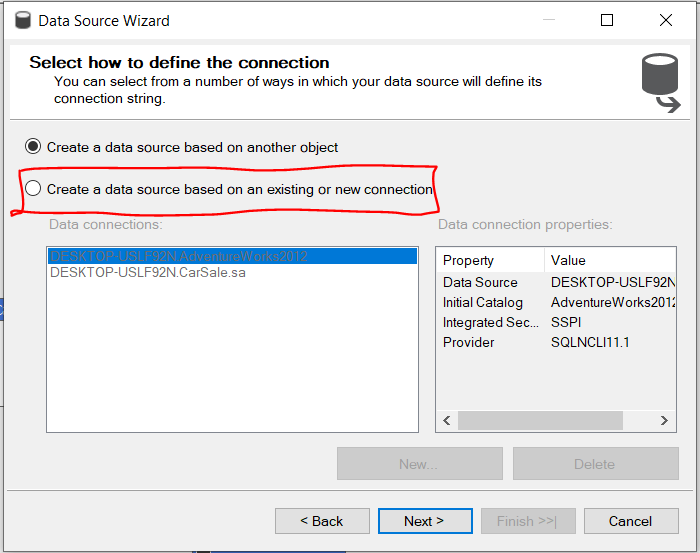 Data Source Wizard
Select how to define the connection
You can select from a number of ways in which your data source will define its
connection string.
Create a data source based on another object
Create a data source based on an existing or new connection
Data connections:
Data connection properties:
DESKTOP-USLF92N.AdventureWorks2012
DESKTOP-USLF92N.CarSale.sa
Property Value
Data Source DESKTOP-USLF92N
Initial Catalog AdventureWorks2012
Integrated Sec... SSPI
Provider SQLNCLI11.1
New...
Delete
< Back
Next >
Finish >>|
Cancel